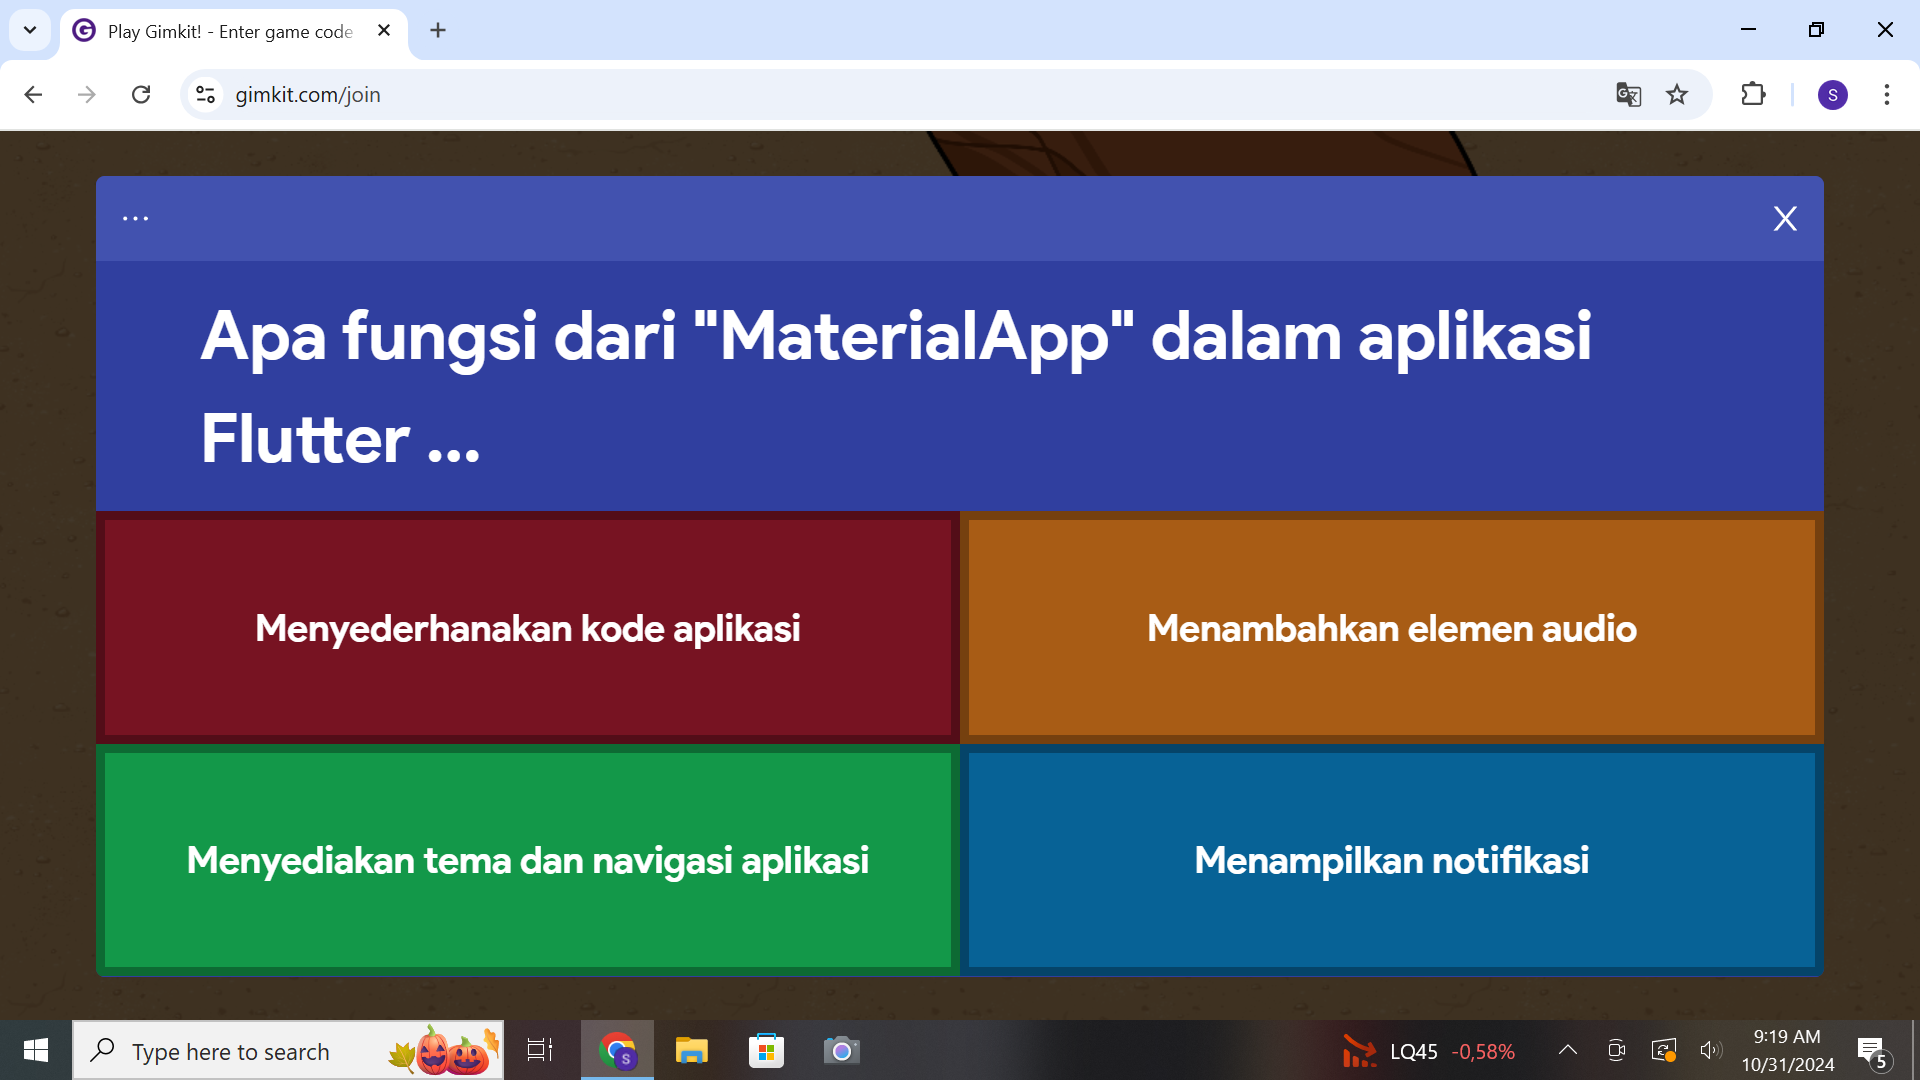 Play Gimkit! - Enter game code
gimkit.com/join
S
...
X
Apa fungsi dari "MaterialApp" dalam aplikasi
Flutter ...
Menyederhanakan kode aplikasi
Menambahkan elemen audio
Menyediakan tema dan navigasi aplikasi
Menampilkan notifikasi
Type here to search
S
LQ45 -0,58%
9:19 AM
10/31/2024
5